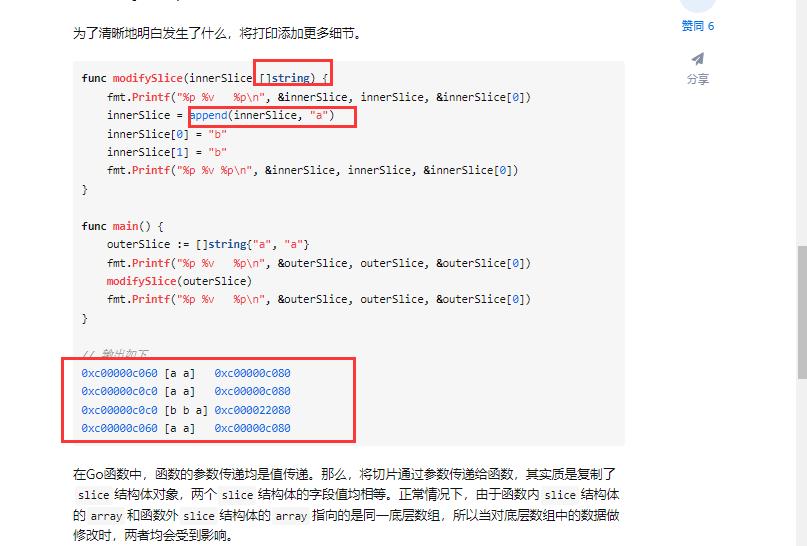 为了清晰地明白发生了什么，将打印添加更多细节。
赞同 6
分享
func modifySlice(innerSlice []string) {
    fmt.Printf("%p %v   %p\n", &innerSlice, innerSlice, &innerSlice[0])
    innerSlice = append(innerSlice, "a")
    innerSlice[0] = "b"
    innerSlice[1] = "b"
    fmt.Printf("%p %v %p\n", &innerSlice, innerSlice, &innerSlice[0])
}
func main() {
    outerSlice := []string{"a", "a"}
    fmt.Printf("%p %v   %p\n", &outerSlice, outerSlice, &outerSlice[0])
    modifySlice(outerSlice)
    fmt.Printf("%p %v   %p\n", &outerSlice, outerSlice, &outerSlice[0])
}
// 输出如下
0xc00000c060 [a a]   0xc00000c080
0xc00000c0c0 [a a]   0xc00000c080
0xc00000c0c0 [b b a] 0xc000022080
0xc00000c060 [a a]   0xc00000c080
在Go函数中，函数的参数传递均是值传递。那么，将切片通过参数传递给函数，其实质是复制了
slice 结构体对象，两个 slice 结构体的字段值均相等。正常情况下，由于函数内 slice 结构体
的 array 和函数外 slice 结构体的 array 指向的是同一底层数组，所以当对底层数组中的数据做
修改时，两者均会受到影响。